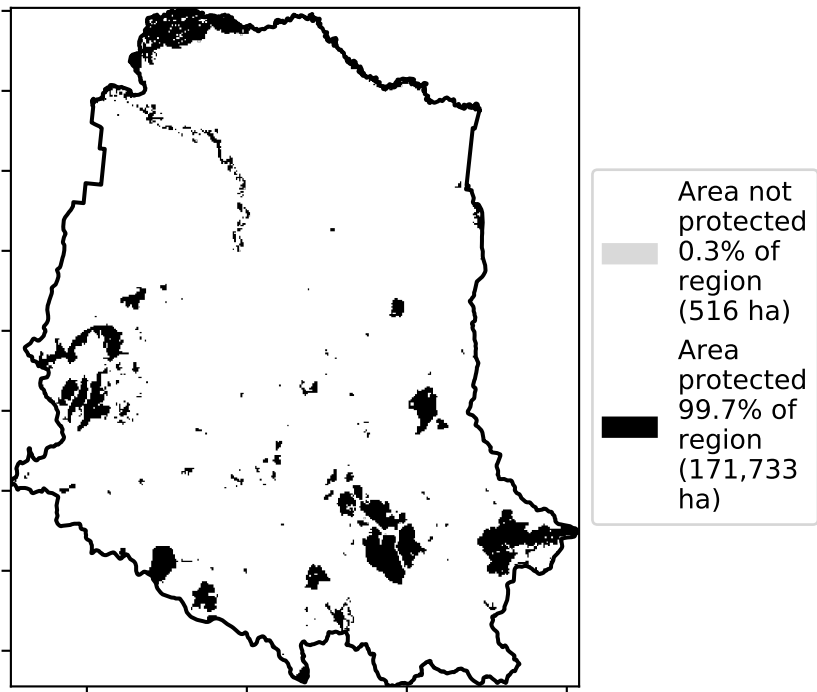 Area not
protected
0.3% of
region
(516 ha)
Area
protected
99.7% of
region
(171,733
ha)